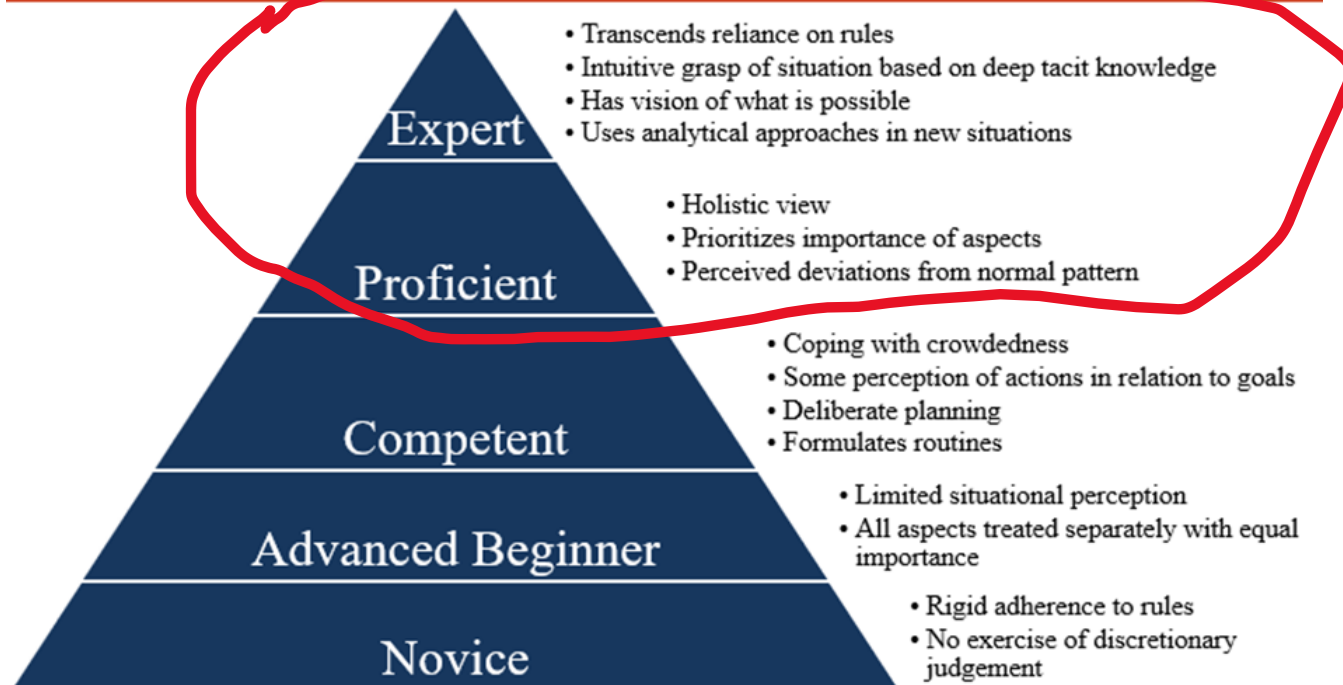 • Transcends reliance on rules
• Intuitive grasp of situation based on deep tacit knowledge
• Has vision of what is possible
• Uses analytical approaches in new situations
Expert
• Holistic view
• Prioritizes importance of aspects
• Perceived deviations from normal pattern
Proficient
• Coping with crowdedness
• Some perception of actions in relation to goals
• Deliberate planning
• Formulates routines
Competent
• Limited situational perception
• All aspects treated separately with equal
importance
Advanced Beginner
• Rigid adherence to rules
• No exercise of discretionary
judgement
Novice